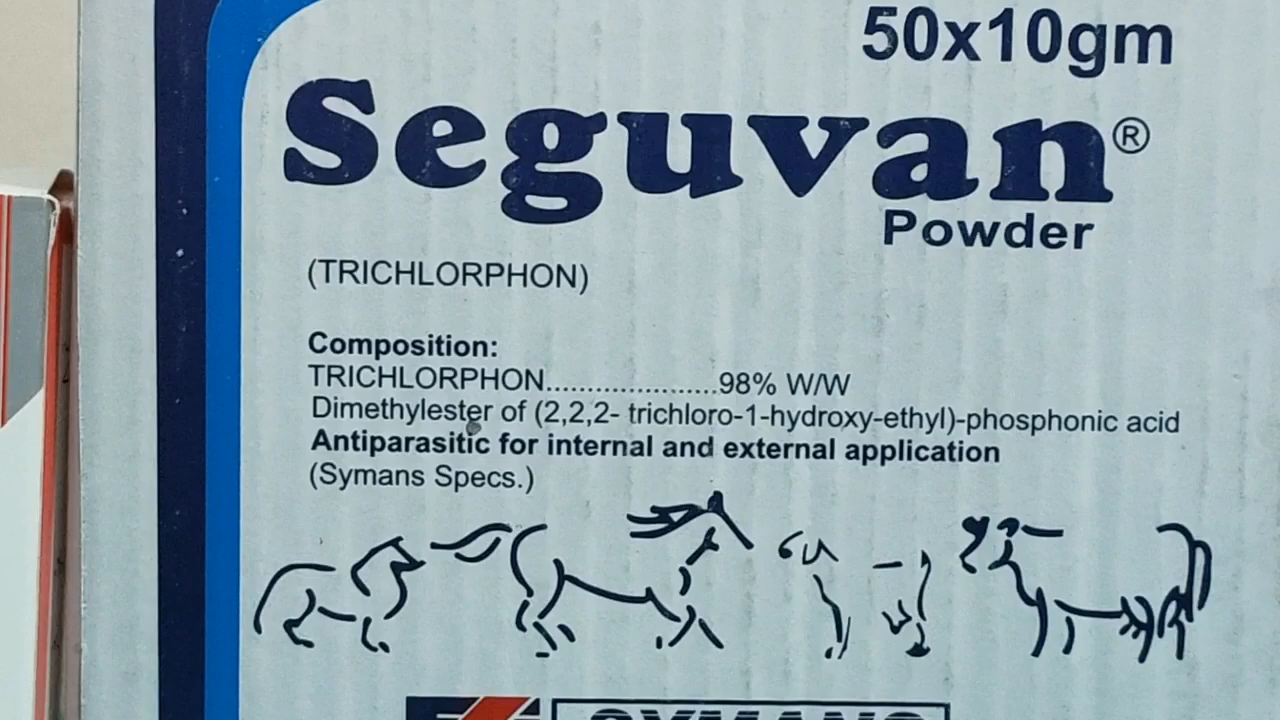 50x10gm
Seguvan®
Powder
(TRICHLORPHON)
Composition:
TRICHLORPHON.....................98% W/W
Dimethylester of (2,2,2- trichloro-1-hydroxy-ethyl)-phosphonic acid
Antiparasitic for internal and external application
(Symans Specs.)